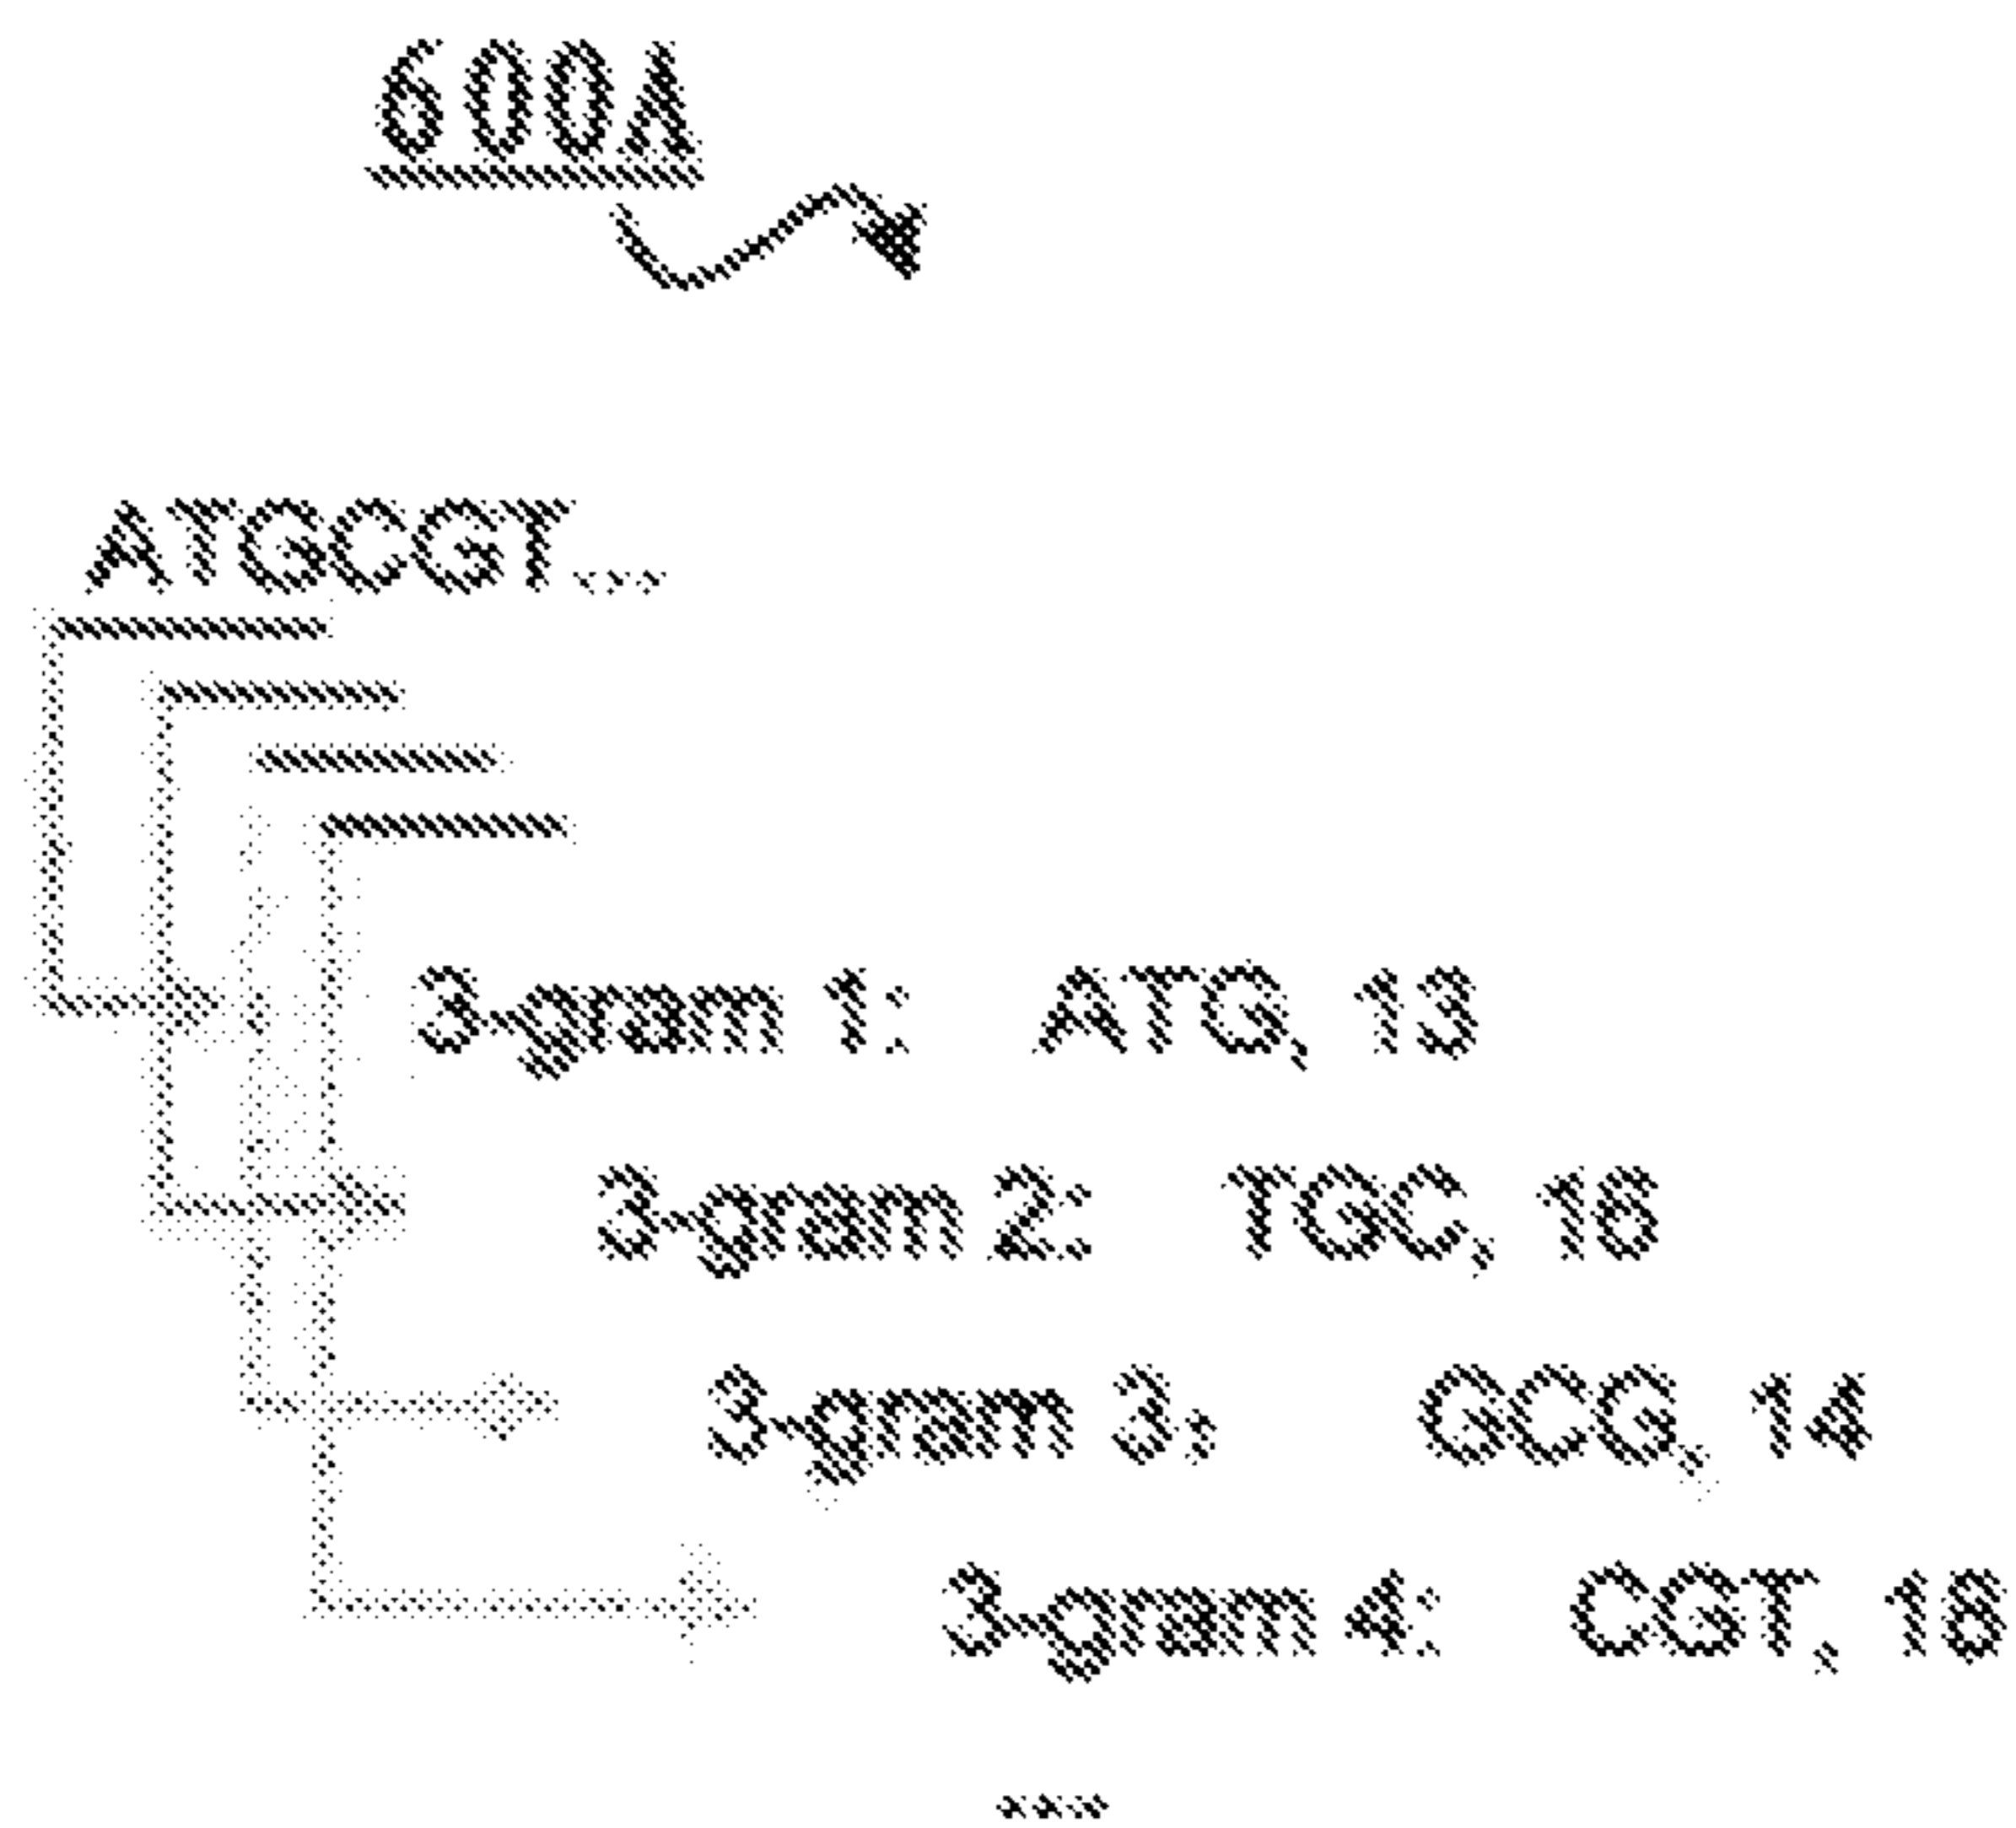 600A
ATGCGT...
3-gram 1: ATG, 13
3-gram 2: TGC, 18
3-gram 3: GCG, 14
3-gram 4: CGT, 18
...